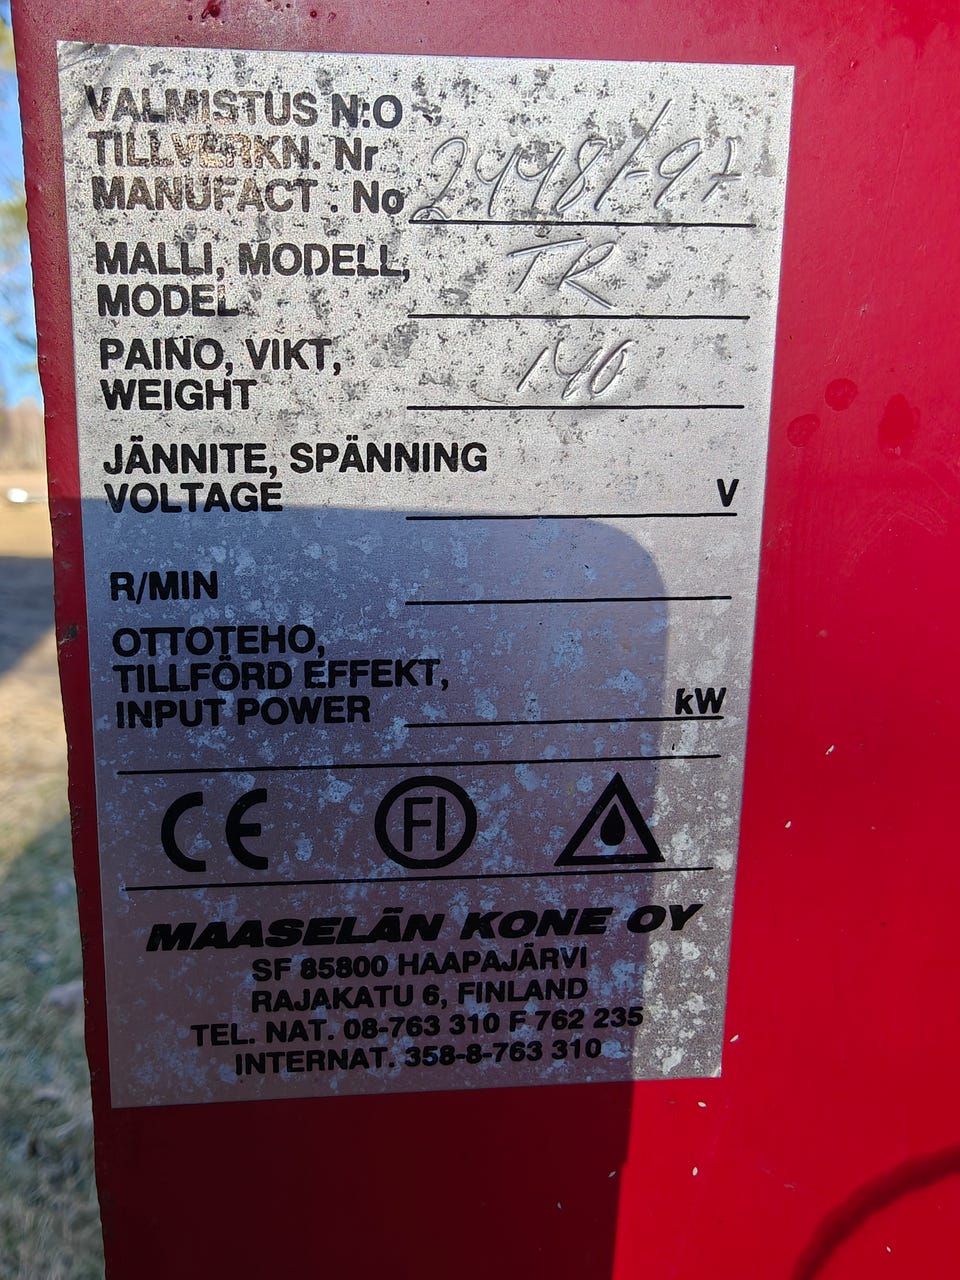 VALMISTUS N:O
TILLVERKN. Nr
MANUFACT. No 24481-97
MALLI, MODELL,
MODEL TR
PAINO, VIKT,
WEIGHT 140
JÄNNITE, SPÄNNING
VOLTAGE V
R/MIN
OTTOTEHO,
TILLFÖRD EFFEKT,
INPUT POWER kW
CE FI
MAASELÄN KONE OY
SF 85800 HAAPAJÄRVI
RAJAKATU 6, FINLAND
TEL. NAT. 08-763 310 F 762 235
INTERNAT. 358-8-763 310